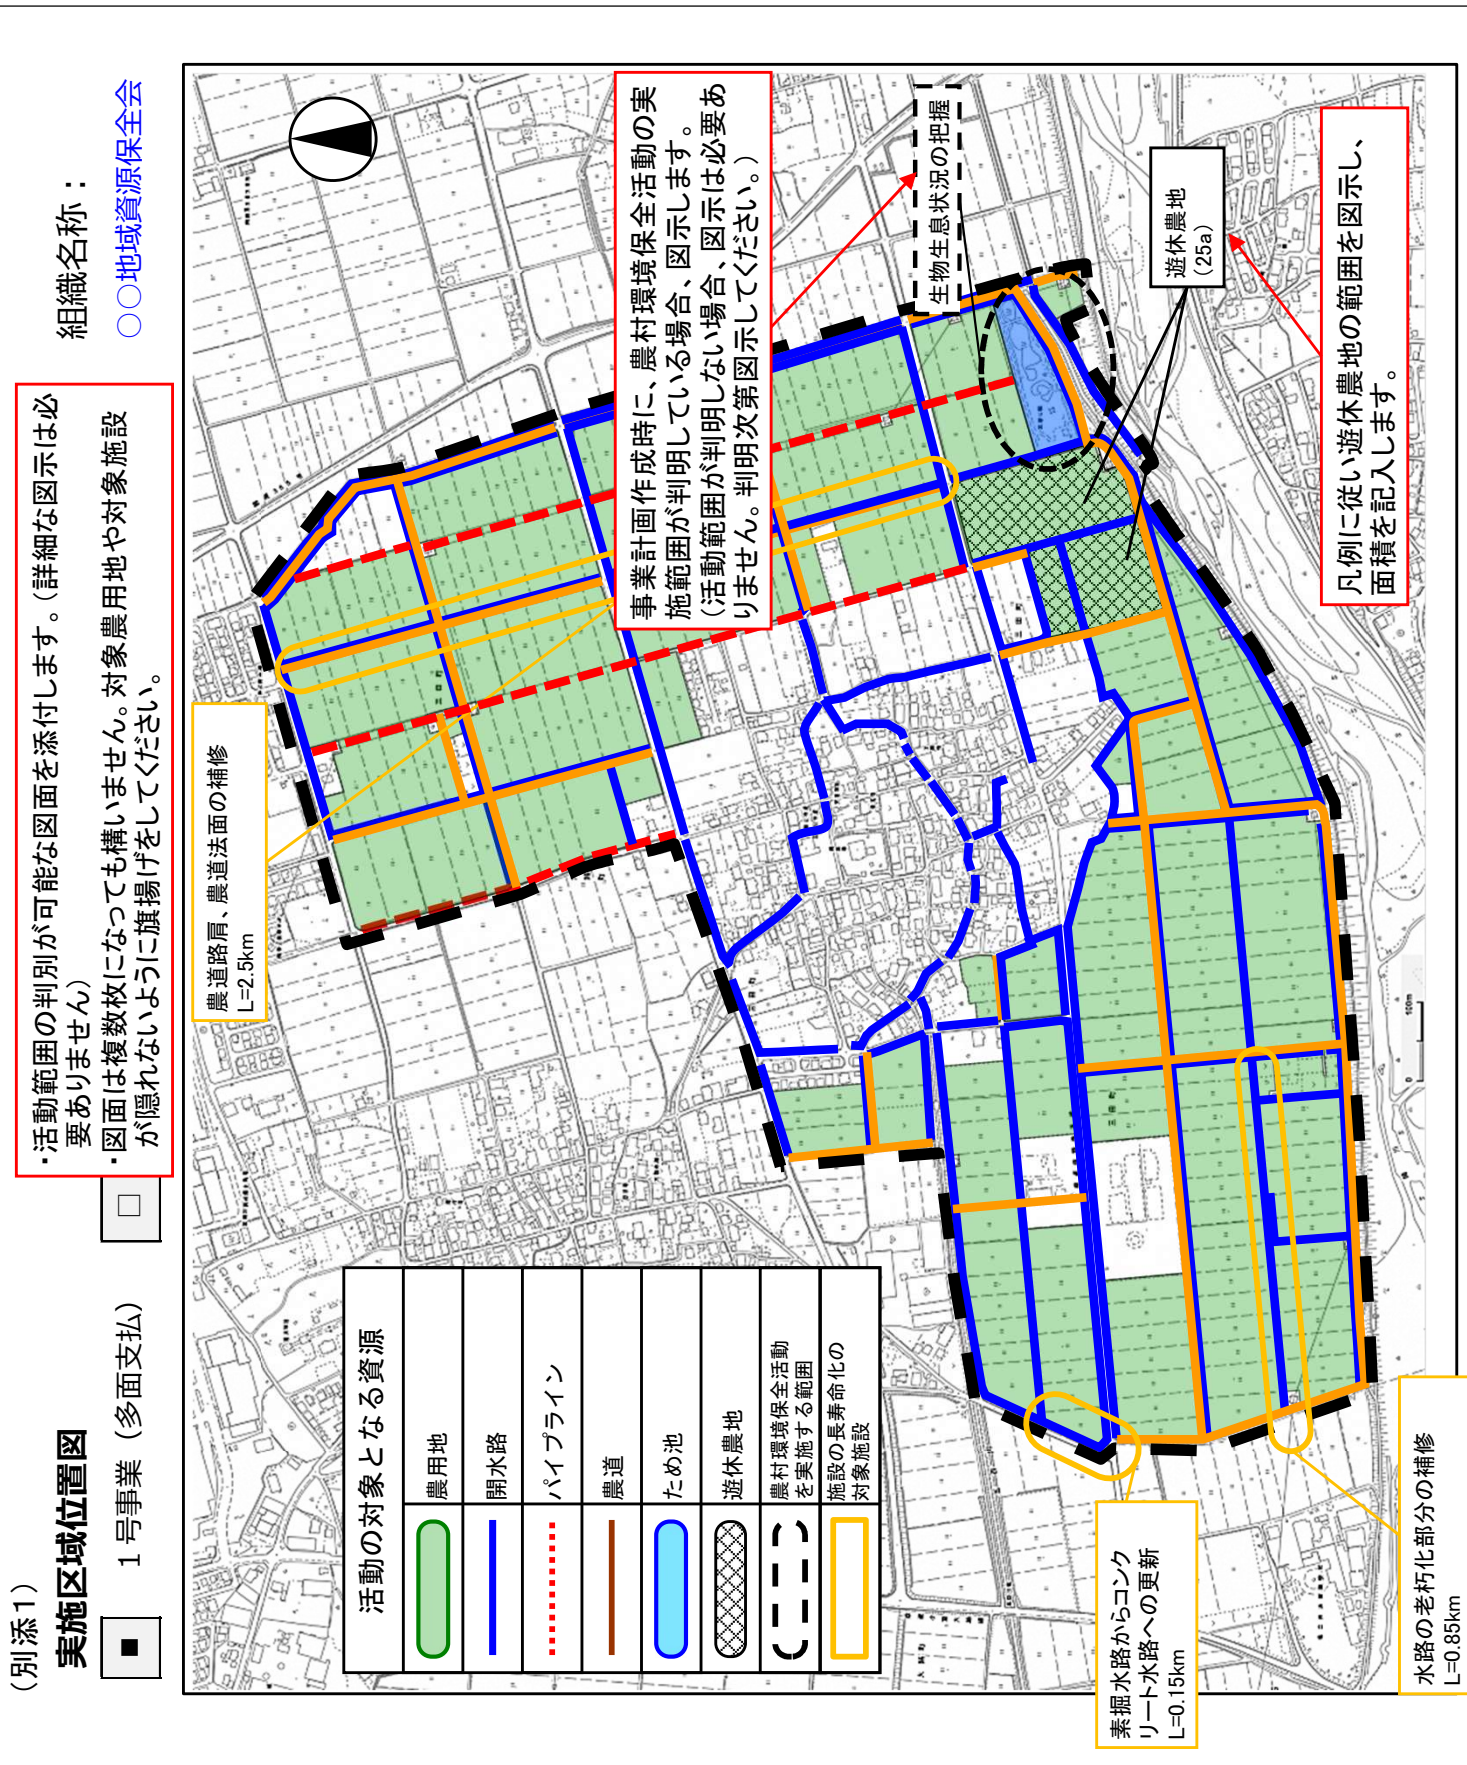 （別添１）
実施区域位置図
■
１号事業（多面支払）
□
組織名称：
○○地域資源保全会
・活動範囲の判別が可能な図面を添付します。（詳細な図示は必
要ありません）
・図面は複数枚になっても構いません。対象農用地や対象施設
が隠れないように旗揚げをしてください。
農道路肩、農道法面の補修
L=2.5km
事業計画作成時に、農村環境保全活動の実
施範囲が判明している場合、図示します。
（活動範囲が判明しない場合、図示は必要あ
りません。判明次第図示してください。）
生物生息状況の把握
遊休農地
（25a）
凡例に従い遊休農地の範囲を図示し、
面積を記入します。
活動の対象となる資源
農用地
開水路
パイプライン
農道
ため池
遊休農地
農村環境保全活動
を実施する範囲
施設の長寿命化の
対象施設
素掘水路からコンク
リート水路への更新
L=0.15km
水路の老朽化部分の補修
L=0.85km
0
100m